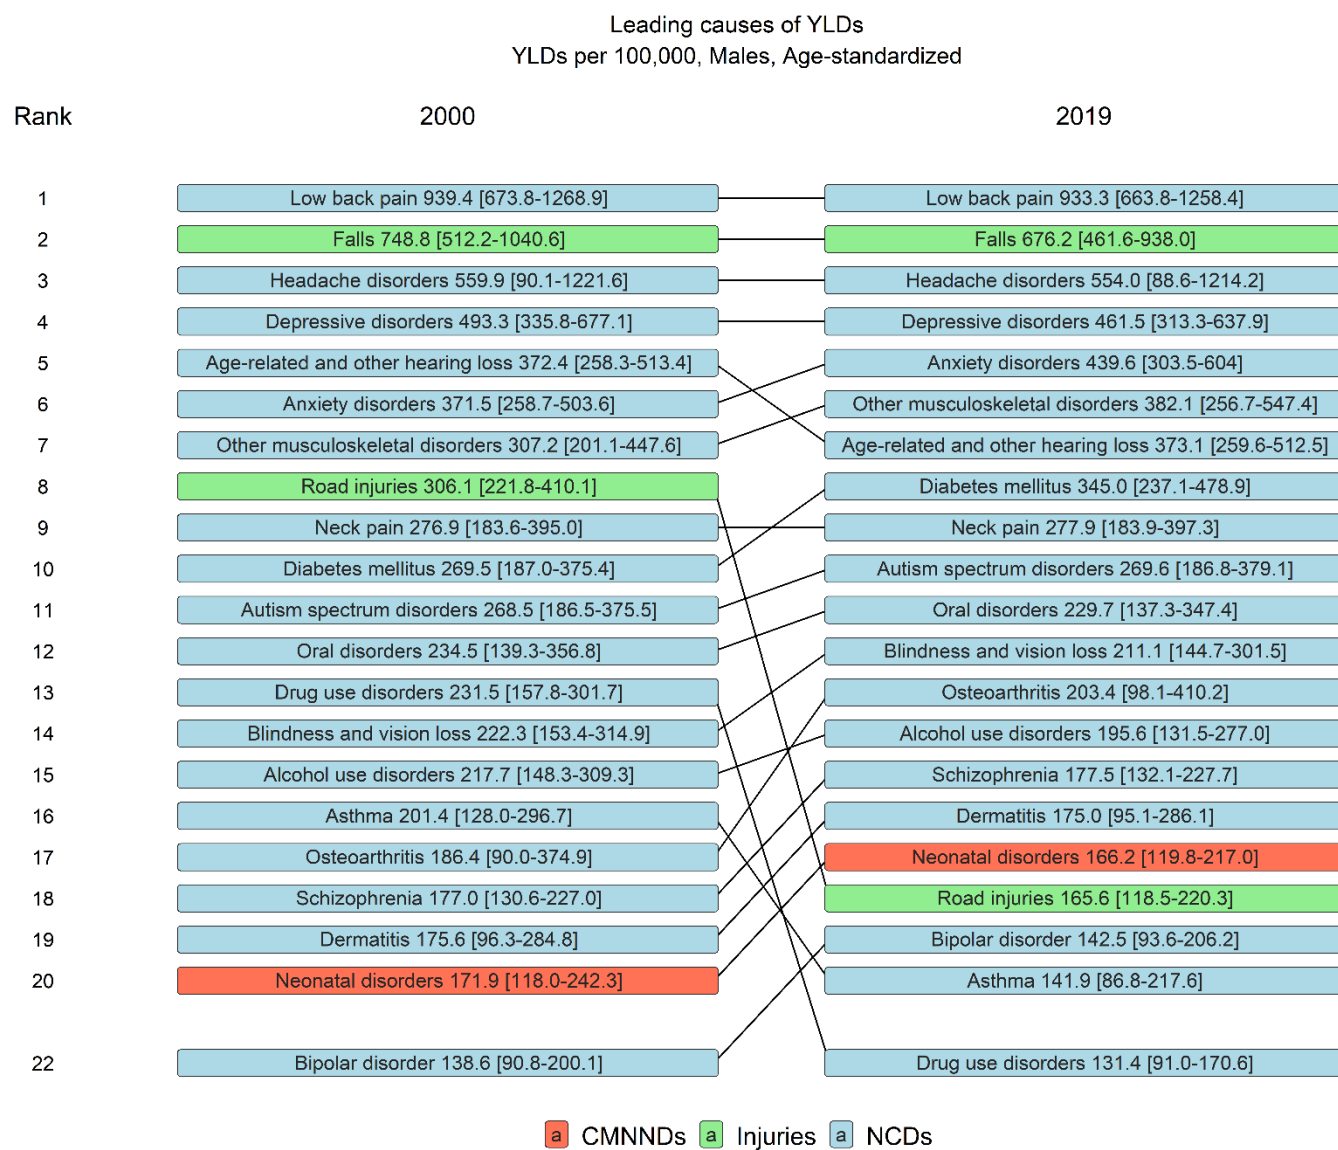 Leading causes of YLDs
YLDs per 100,000, Males, Age-standardized
Rank 2000 2019
1 Low back pain 939.4 [673.8-1268.9] Low back pain 933.3 [663.8-1258.4]
2 Falls 748.8 [512.2-1040.6] Falls 676.2 [461.6-938.0]
3 Headache disorders 559.9 [90.1-1221.6] Headache disorders 554.0 [88.6-1214.2]
4 Depressive disorders 493.3 [335.8-677.1] Depressive disorders 461.5 [313.3-637.9]
5 Age-related and other hearing loss 372.4 [258.3-513.4] Anxiety disorders 439.6 [303.5-604]
6 Anxiety disorders 371.5 [258.7-503.6] Other musculoskeletal disorders 382.1 [256.7-547.4]
7 Other musculoskeletal disorders 307.2 [201.1-447.6] Age-related and other hearing loss 373.1 [259.6-512.5]
8 Road injuries 306.1 [221.8-410.1] Diabetes mellitus 345.0 [237.1-478.9]
9 Neck pain 276.9 [183.6-395.0] Neck pain 277.9 [183.9-397.3]
10 Diabetes mellitus 269.5 [187.0-375.4] Autism spectrum disorders 269.6 [186.8-379.1]
11 Autism spectrum disorders 268.5 [186.5-375.5] Oral disorders 229.7 [137.3-347.4]
12 Oral disorders 234.5 [139.3-356.8] Blindness and vision loss 211.1 [144.7-301.5]
13 Drug use disorders 231.5 [157.8-301.7] Osteoarthritis 203.4 [98.1-410.2]
14 Blindness and vision loss 222.3 [153.4-314.9] Alcohol use disorders 195.6 [131.5-277.0]
15 Alcohol use disorders 217.7 [148.3-309.3] Schizophrenia 177.5 [132.1-227.7]
16 Asthma 201.4 [128.0-296.7] Dermatitis 175.0 [95.1-286.1]
17 Osteoarthritis 186.4 [90.0-374.9] Neonatal disorders 166.2 [119.8-217.0]
18 Schizophrenia 177.0 [130.6-227.0] Road injuries 165.6 [118.5-220.3]
19 Dermatitis 175.6 [96.3-284.8] Bipolar disorder 142.5 [93.6-206.2]
20 Neonatal disorders 171.9 [118.0-242.3] Asthma 141.9 [86.8-217.6]
22 Bipolar disorder 138.6 [90.8-200.1] Drug use disorders 131.4 [91.0-170.6]
a CMNNDs a Injuries a NCDs